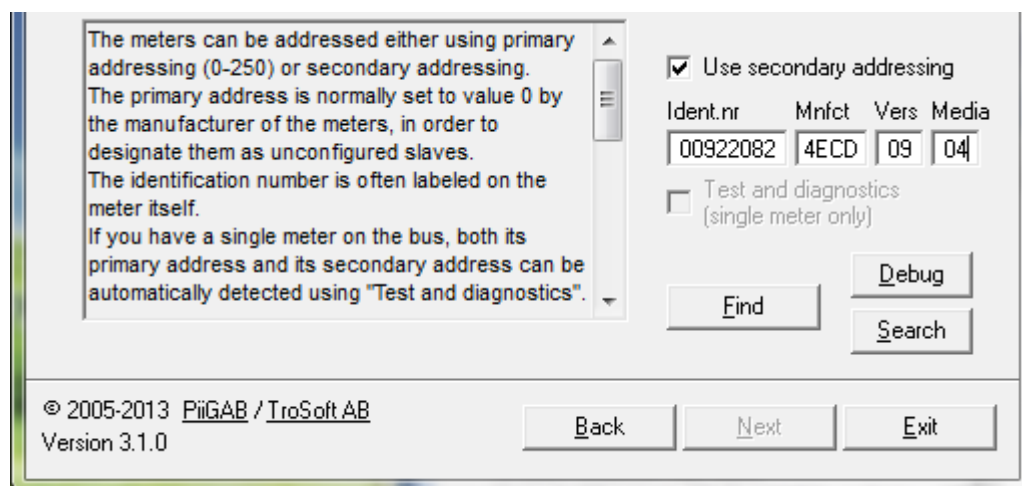 The meters can be addressed either using primary
addressing (0-250) or secondary addressing.
The primary address is normally set to value 0 by
the manufacturer of the meters, in order to
designate them as unconfigured slaves.
The identification number is often labeled on the
meter itself.
If you have a single meter on the bus, both its
primary address and its secondary address can be
automatically detected using "Test and diagnostics".
Use secondary addressing
Ident.nr Mnfct Vers Media
00922082 4ECD 09 04
Test and diagnostics
(single meter only)
Debug
Find
Search
© 2005-2013 PiiGAB / TroSoft AB
Version 3.1.0
Back Next Exit